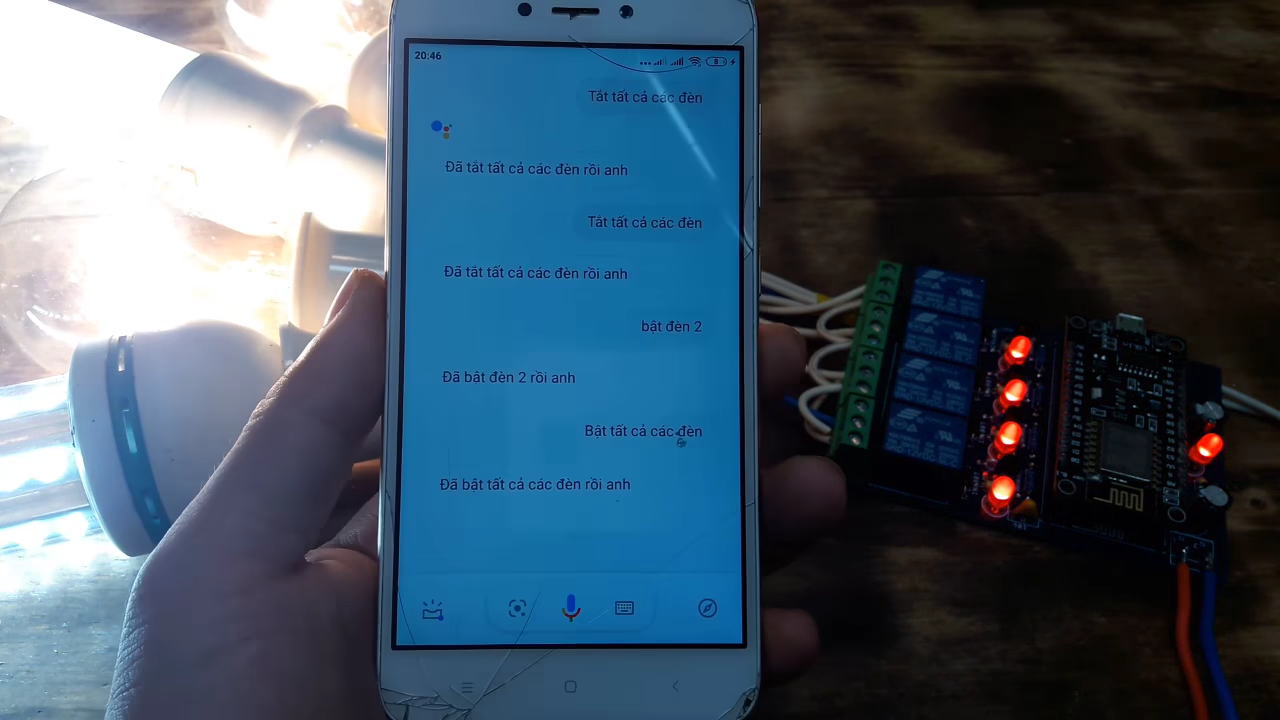 20:46
8
Tắt tất cả các đèn
Đã tắt tất cả các đèn rồi anh
Tắt tất cả các đèn
Đã tắt tất cả các đèn rồi anh
bật đèn 2
Đã bật đèn 2 rồi anh
Bật tất cả các đèn
Đã bật tất cả các đèn rồi anh